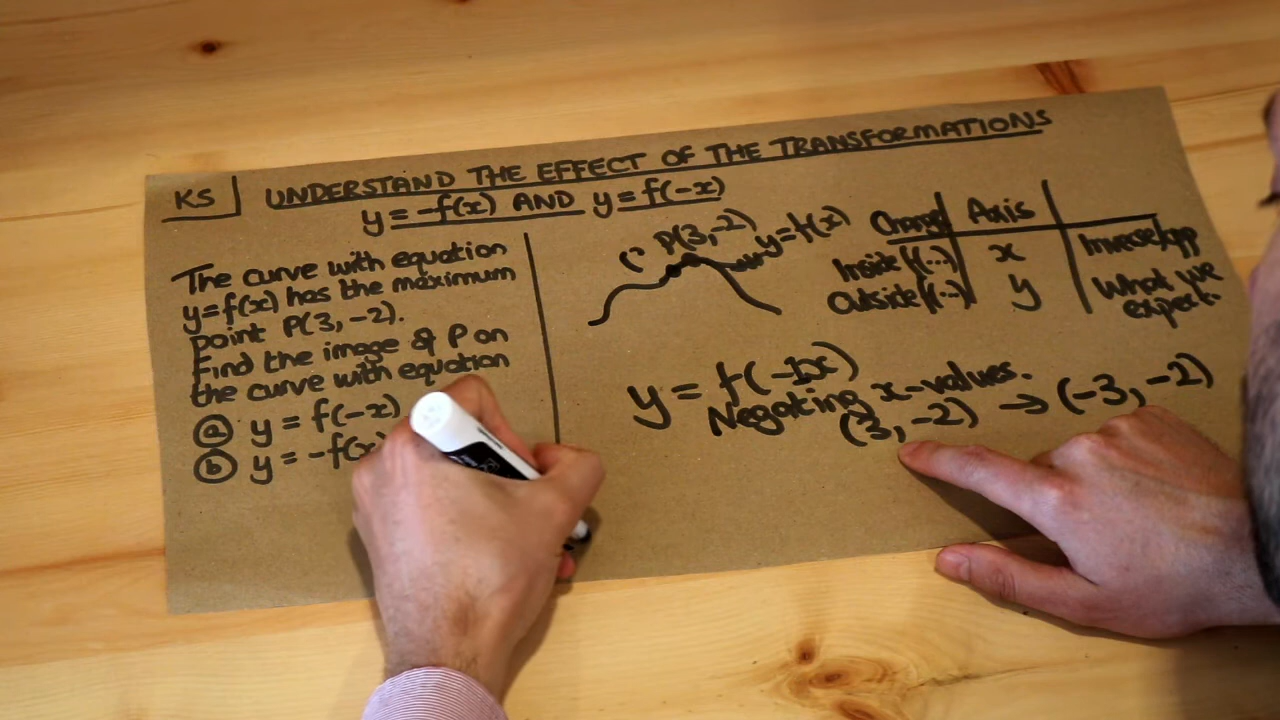 KS
UNDERSTAND THE EFFECT OF THE TRANSFORMATIONS
y=-f(x) AND y=f(-x)
The curve with equation
y=f(x) has the maximum
point P(3,-2).
Find the image of P on
the curve with equation
(a) y = f(-x)
(b) y = -f(x
P(3,-2)
y=f(x)
Change Axis
Inside (...) x Inverse/opp
Outside (...) y What we
expect.
y = f(-1x)
Negating x-values.
(3,-2) → (-3,-2)